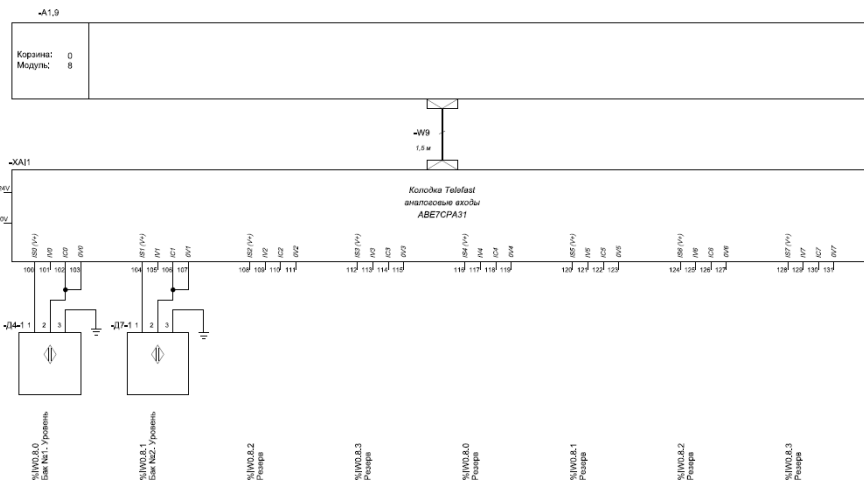 -A1.9
Корзина: 0
Модуль: 8
-W9
1,5 м
-XAI1
Колодка Telefast
аналоговые входы
ABE7CPA31
24V
0V
IS0 (V+) IV0 IC0 0V0
IS1 (V+) IV1 IC1 0V1
IS2 (V+) IV2 IC2 0V2
IS3 (V+) IV3 IC3 0V3
IS4 (V+) IV4 IC4 0V4
IS5 (V+) IV5 IC5 0V5
IS6 (V+) IV6 IC6 0V6
IS7 (V+) IV7 IC7 0V7
100 101 102 103
104 105 106 107
108 109 110 111
112 113 114 115
116 117 118 119
120 121 122 123
124 125 126 127
128 129 130 131
-Д4-1 1 2 3
-Д7-1 1 2 3
%IW0.8.0
Бак №1. Уровень
%IW0.8.1
Бак №2. Уровень
%IW0.8.2
Резерв
%IW0.8.3
Резерв
%IW0.8.0
Резерв
%IW0.8.1
Резерв
%IW0.8.2
Резерв
%IW0.8.3
Резерв